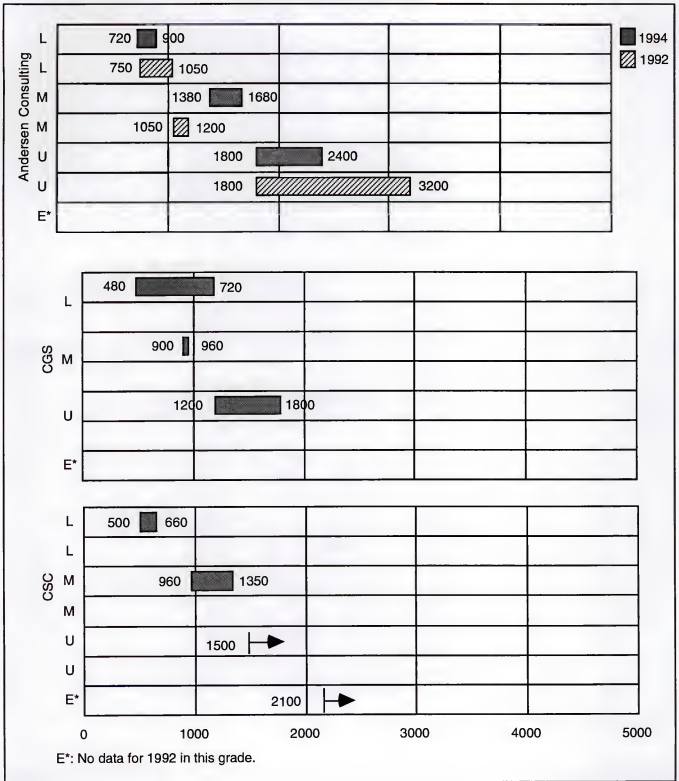 L 720 900 1994
L 750 1050 1992
M 1380 1680
M 1050 1200
U 1800 2400
U 1800 3200
E*
Andersen Consulting
L 480 720
M 900 960
U 1200 1800
E*
CGS
L 500 660
L
M 960 1350
M
U 1500
U
E* 2100
CSC
0 1000 2000 3000 4000 5000
E*: No data for 1992 in this grade.